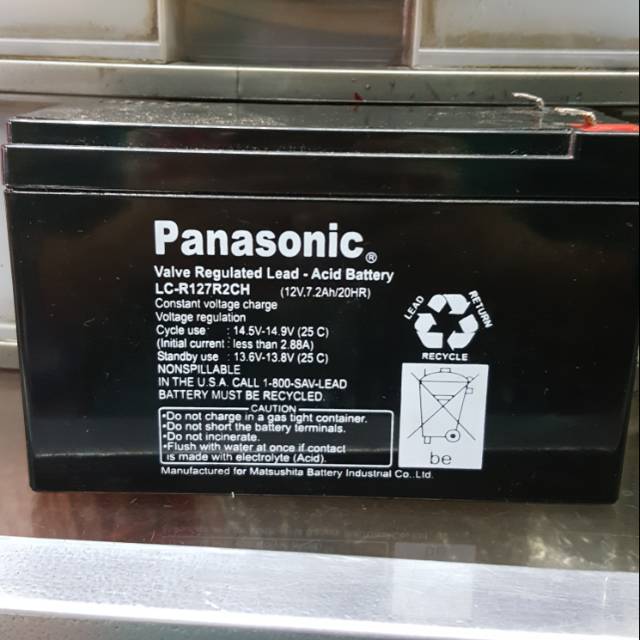 Panasonic®
Valve Regulated Lead - Acid Battery
LC-R127R2CH (12V.7.2Ah/20HR)
Constant voltage charge
Voltage regulation
Cycle use : 14.5V-14.9V (25 C)
(Initial current : less than 2.88A)
Standby use : 13.6V-13.8V (25 C)
NONSPILLABLE
IN THE U.S.A. CALL 1-800-SAV-LEAD
BATTERY MUST BE RECYCLED.
CAUTION
•Do not charge in a gas tight container.
•Do not short the battery terminals.
•Do not incinerate.
•Flush with water at once if contact
is made with electrolyte (Acid).
Manufactured for Matsushita Battery Industrial Co.,Ltd.
LEAD
RETURN
RECYCLE
be